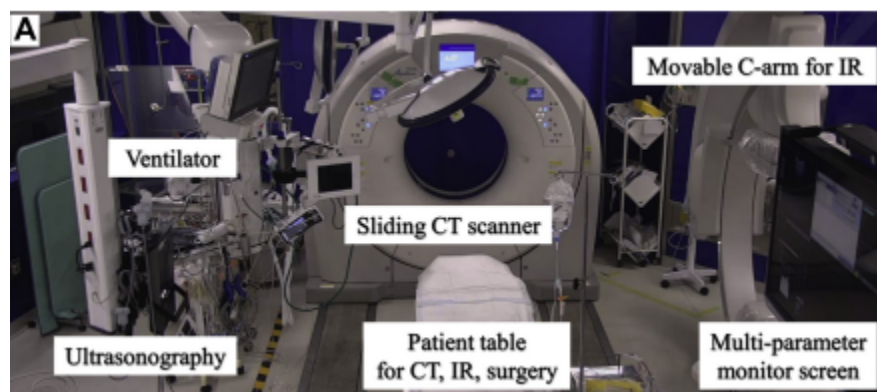 A
Movable C-arm for IR
Ventilator
Sliding CT scanner
Ultrasonography
Patient table
for CT, IR, surgery
Multi-parameter
monitor screen